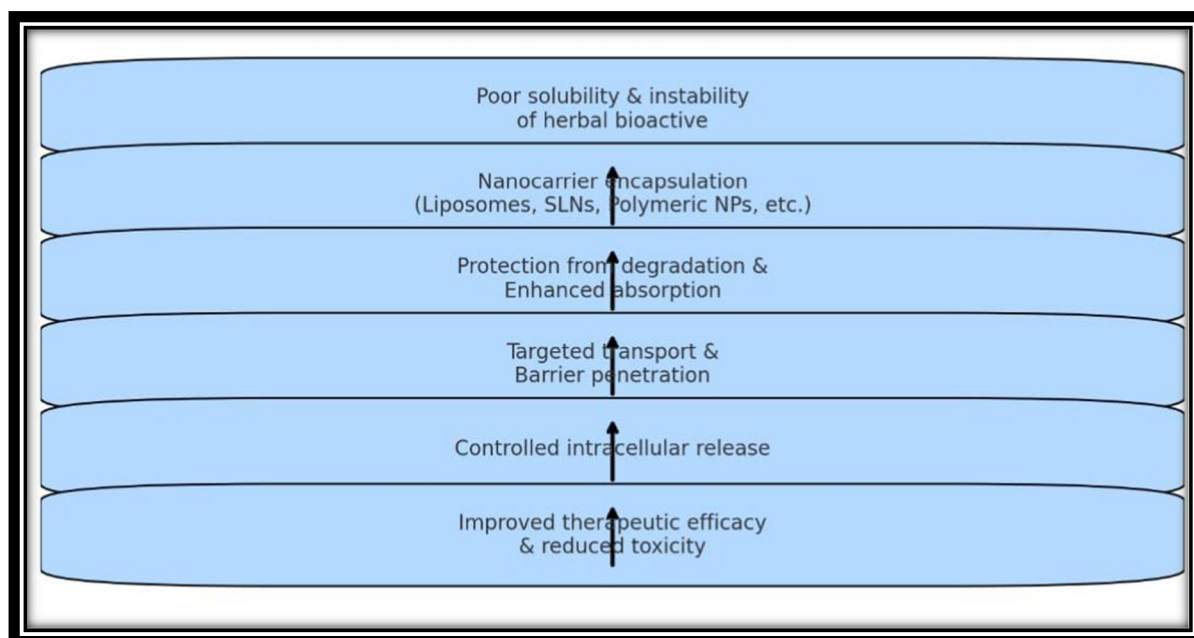 Poor solubility & instability
of herbal bioactive
Nanocarrier encapsulation
(Liposomes, SLNs, Polymeric NPs, etc.)
Protection from degradation &
Enhanced absorption
Targeted transport &
Barrier penetration
Controlled intracellular release
Improved therapeutic efficacy
& reduced toxicity